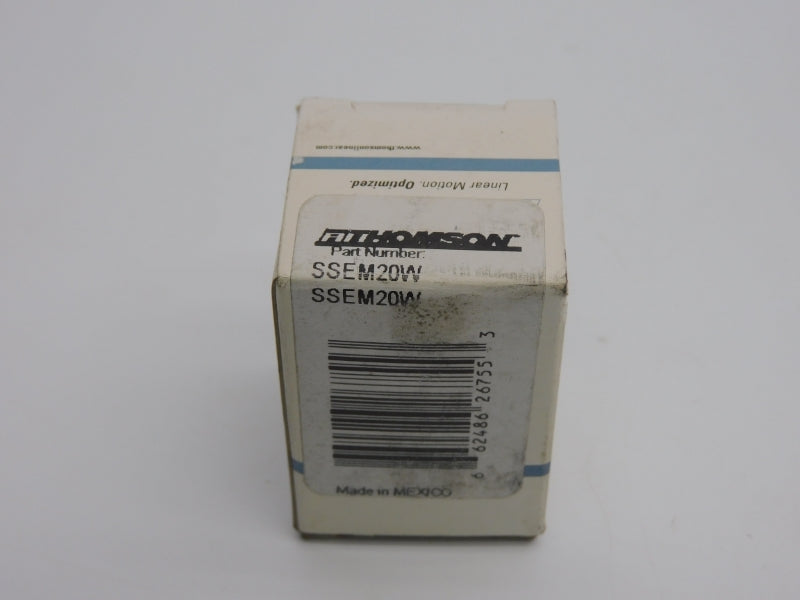 www.thomsonlinear.com
Linear Motion. Optimized.
THOMSON
Part Number:
SSEM20W
SSEM20W
6 62486 26755 3
Made in MEXICO